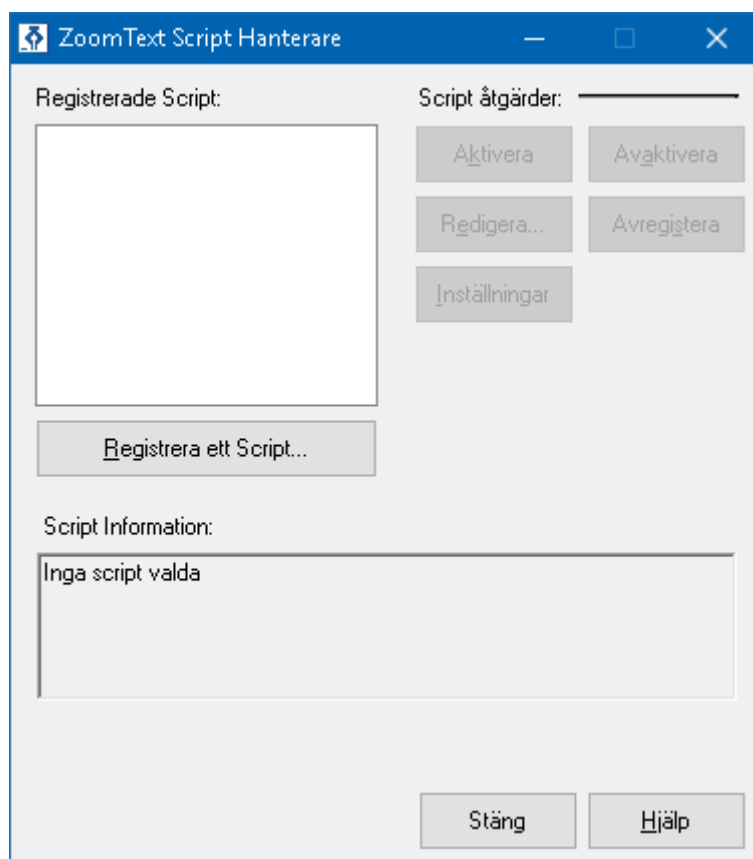 ZoomText Script Hanterare
Registrerade Script:
Script åtgärder:
Aktivera
Avaktivera
Redigera...
Avregistera
Inställningar
Registrera ett Script...
Script Information:
Inga script valda
Stäng
Hjälp